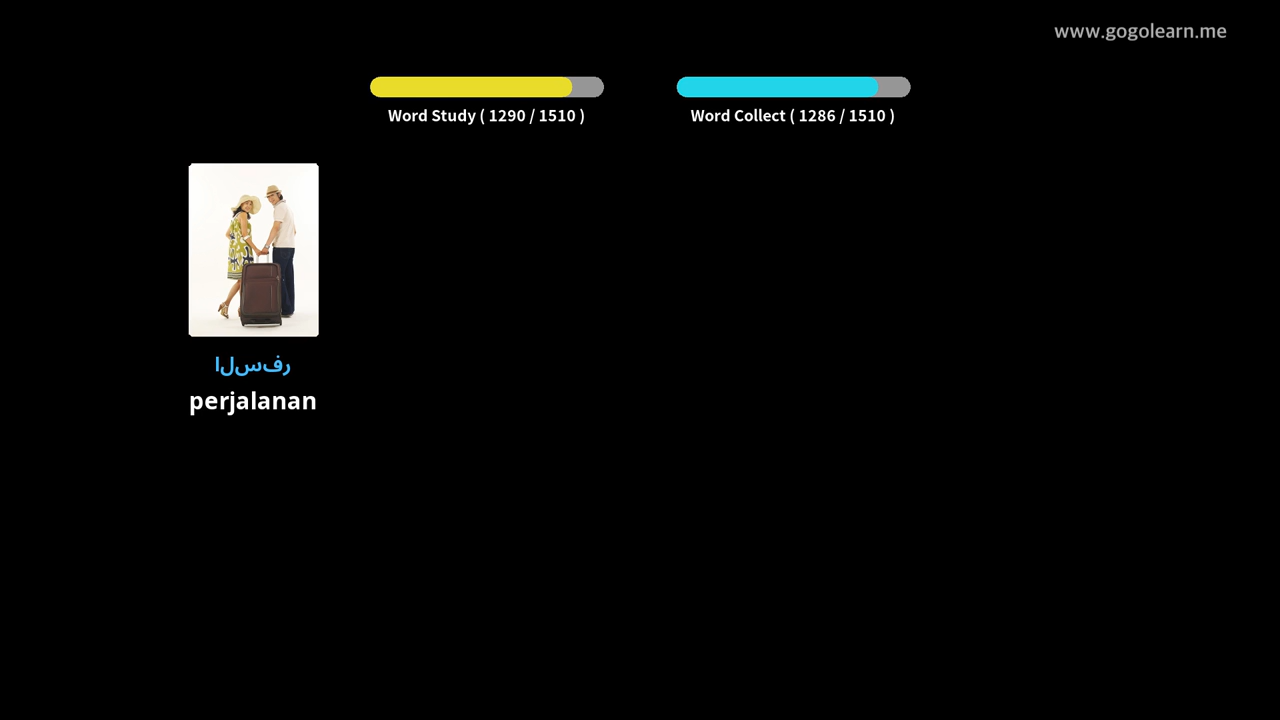 www.gogolearn.me
Word Study ( 1290 / 1510 )
Word Collect ( 1286 / 1510 )
السفر
perjalanan